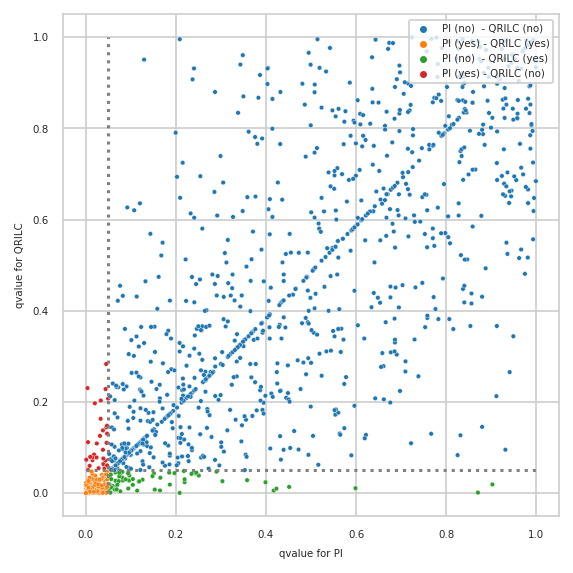 PI (no)  - QRILC (no)
PI (yes) - QRILC (yes)
PI (no) - QRILC (yes)
PI (yes) - QRILC (no)
1.0
0.8
0.6
0.4
0.2
0.0
qvalue for QRILC
0.0 0.2 0.4 0.6 0.8 1.0
qvalue for PI